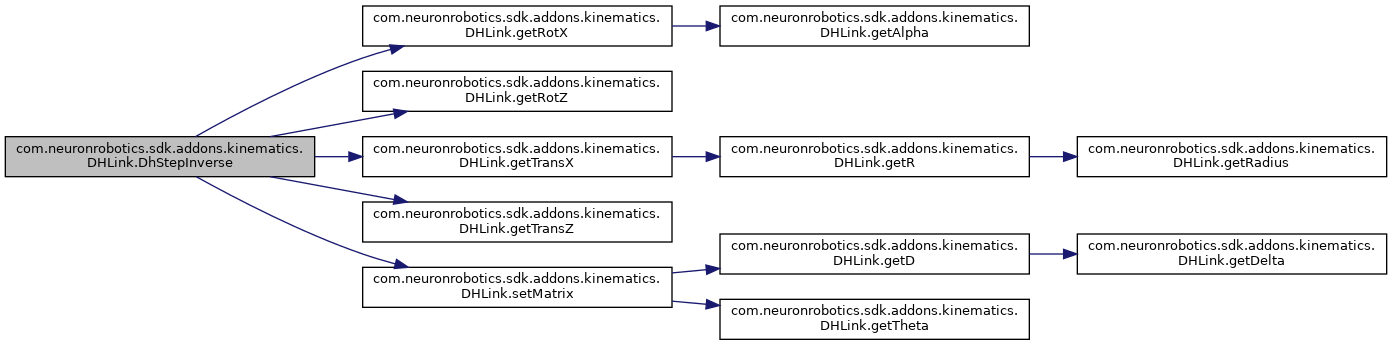 com.neuronrobotics.sdk.addons.kinematics.
DHLink.DhStepInverse
com.neuronrobotics.sdk.addons.kinematics.
DHLink.getRotX
com.neuronrobotics.sdk.addons.kinematics.
DHLink.getAlpha
com.neuronrobotics.sdk.addons.kinematics.
DHLink.getRotZ
com.neuronrobotics.sdk.addons.kinematics.
DHLink.getTransX
com.neuronrobotics.sdk.addons.kinematics.
DHLink.getR
com.neuronrobotics.sdk.addons.kinematics.
DHLink.getRadius
com.neuronrobotics.sdk.addons.kinematics.
DHLink.getTransZ
com.neuronrobotics.sdk.addons.kinematics.
DHLink.setMatrix
com.neuronrobotics.sdk.addons.kinematics.
DHLink.getD
com.neuronrobotics.sdk.addons.kinematics.
DHLink.getDelta
com.neuronrobotics.sdk.addons.kinematics.
DHLink.getTheta